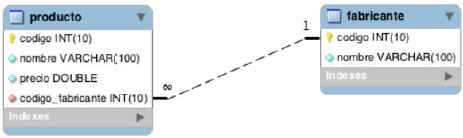 producto
codigo INT(10)
nombre VARCHAR(100)
precio DOUBLE
codigo_fabricante INT(10)
Indexes
∞
1
fabricante
codigo INT(10)
nombre VARCHAR(100)
Indexes